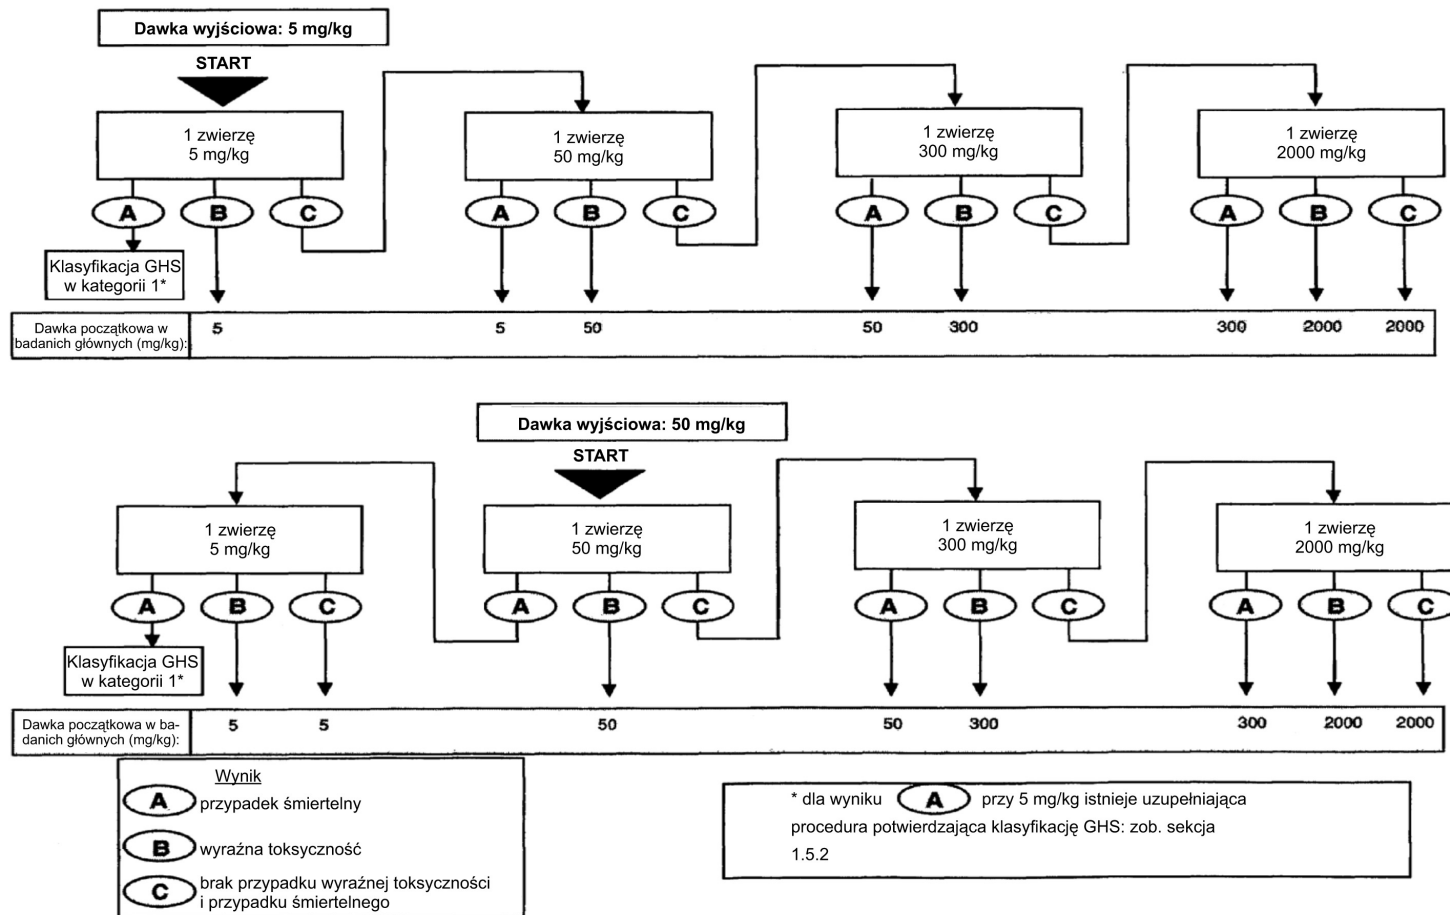 Dawka wyjściowa: 5 mg/kg
START
1 zwierzę
5 mg/kg
1 zwierzę
50 mg/kg
1 zwierzę
300 mg/kg
1 zwierzę
2000 mg/kg
A B C A B C A B C A B C
Klasyfikacja GHS
w kategorii 1*
Dawka początkowa w
badanich głównych (mg/kg):
5 5 50 50 300 300 2000 2000
Dawka wyjściowa: 50 mg/kg
START
1 zwierzę
5 mg/kg
1 zwierzę
50 mg/kg
1 zwierzę
300 mg/kg
1 zwierzę
2000 mg/kg
A B C A B C A B C A B C
Klasyfikacja GHS
w kategorii 1*
Dawka początkowa w ba-
danich głównych (mg/kg):
5 5 50 50 300 300 2000 2000
Wynik
A przypadek śmiertelny
B wyraźna toksyczność
C brak przypadku wyraźnej toksyczności
i przypadku śmiertelnego
* dla wyniku A przy 5 mg/kg istnieje uzupełniająca
procedura potwierdzająca klasyfikację GHS: zob. sekcja
1.5.2